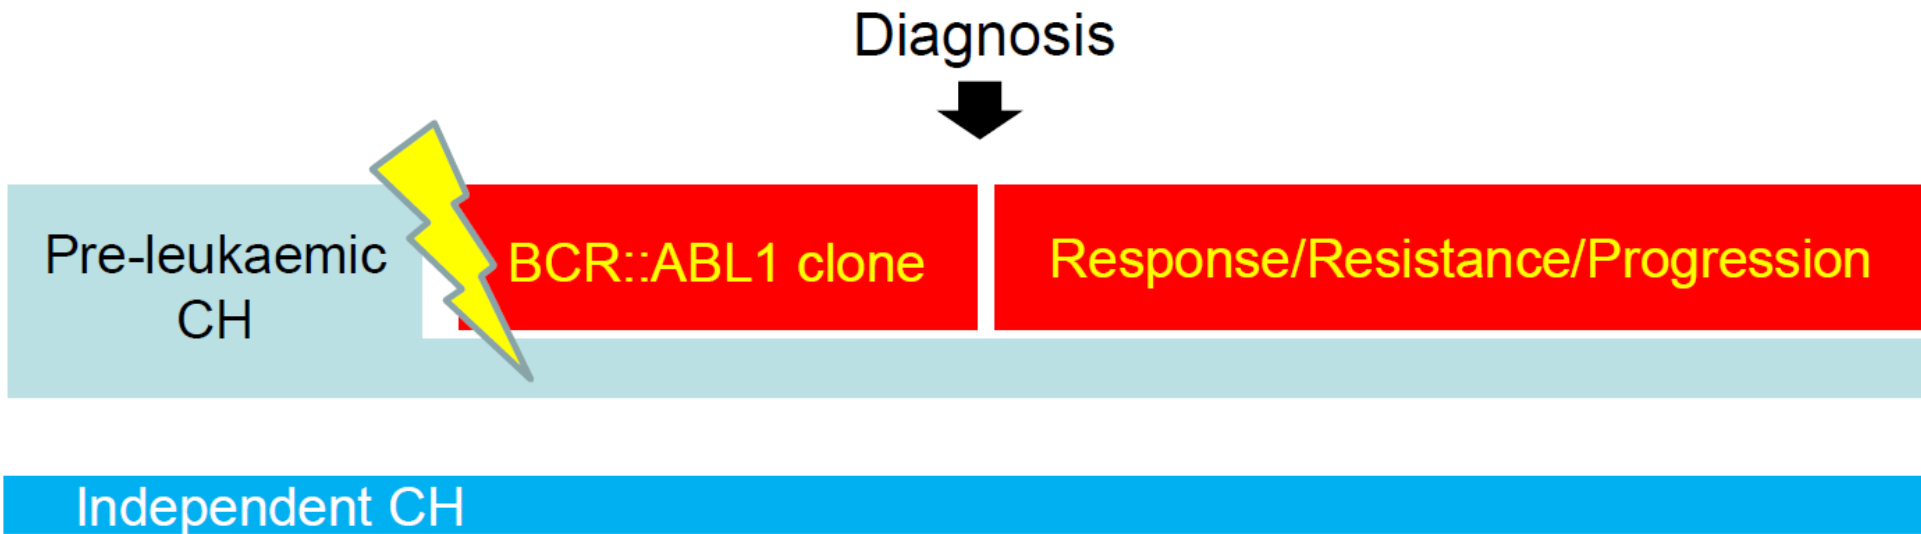 Diagnosis
Pre-leukaemic
CH
BCR::ABL1 clone
Response/Resistance/Progression
Independent CH